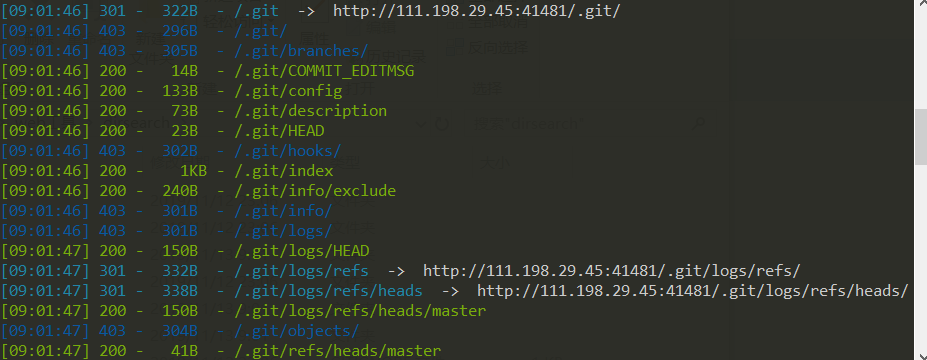 [09:01:46] 301 -  322B  - /.git  ->  http://111.198.29.45:41481/.git/
[09:01:46] 403 -  296B  - /.git/
[09:01:46] 403 -  305B  - /.git/branches/
[09:01:46] 200 -   14B  - /.git/COMMIT_EDITMSG
[09:01:46] 200 -  133B  - /.git/config
[09:01:46] 200 -   73B  - /.git/description
[09:01:46] 200 -   23B  - /.git/HEAD
[09:01:46] 403 -  302B  - /.git/hooks/
[09:01:46] 200 -    1KB - /.git/index
[09:01:46] 200 -  240B  - /.git/info/exclude
[09:01:46] 403 -  301B  - /.git/info/
[09:01:46] 403 -  301B  - /.git/logs/
[09:01:47] 200 -  150B  - /.git/logs/HEAD
[09:01:47] 301 -  332B  - /.git/logs/refs  ->  http://111.198.29.45:41481/.git/logs/refs/
[09:01:47] 301 -  338B  - /.git/logs/refs/heads  ->  http://111.198.29.45:41481/.git/logs/refs/heads/
[09:01:47] 200 -  150B  - /.git/logs/refs/heads/master
[09:01:47] 403 -  304B  - /.git/objects/
[09:01:47] 200 -   41B  - /.git/refs/heads/master